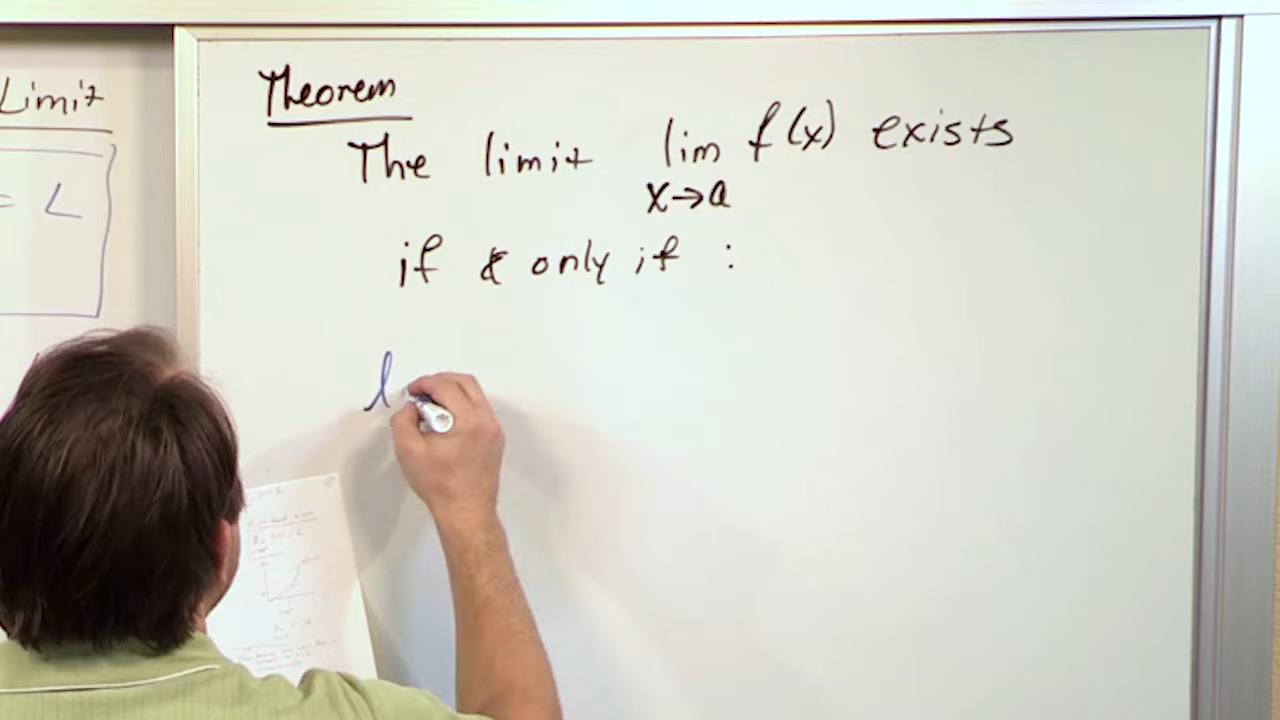 Limit
= L
Theorem
The limit lim f(x) exists
x→a
if & only if :
l